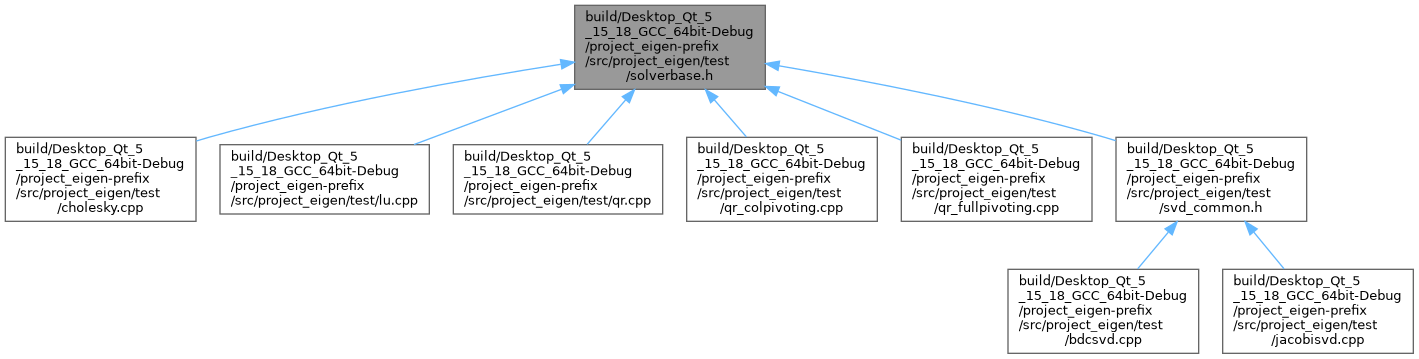 build/Desktop_Qt_5
_15_18_GCC_64bit-Debug
/project_eigen-prefix
/src/project_eigen/test
/solverbase.h
build/Desktop_Qt_5
_15_18_GCC_64bit-Debug
/project_eigen-prefix
/src/project_eigen/test
/cholesky.cpp
build/Desktop_Qt_5
_15_18_GCC_64bit-Debug
/project_eigen-prefix
/src/project_eigen/test/lu.cpp
build/Desktop_Qt_5
_15_18_GCC_64bit-Debug
/project_eigen-prefix
/src/project_eigen/test/qr.cpp
build/Desktop_Qt_5
_15_18_GCC_64bit-Debug
/project_eigen-prefix
/src/project_eigen/test
/qr_colpivoting.cpp
build/Desktop_Qt_5
_15_18_GCC_64bit-Debug
/project_eigen-prefix
/src/project_eigen/test
/qr_fullpivoting.cpp
build/Desktop_Qt_5
_15_18_GCC_64bit-Debug
/project_eigen-prefix
/src/project_eigen/test
/svd_common.h
build/Desktop_Qt_5
_15_18_GCC_64bit-Debug
/project_eigen-prefix
/src/project_eigen/test
/bdcsvd.cpp
build/Desktop_Qt_5
_15_18_GCC_64bit-Debug
/project_eigen-prefix
/src/project_eigen/test
/jacobisvd.cpp